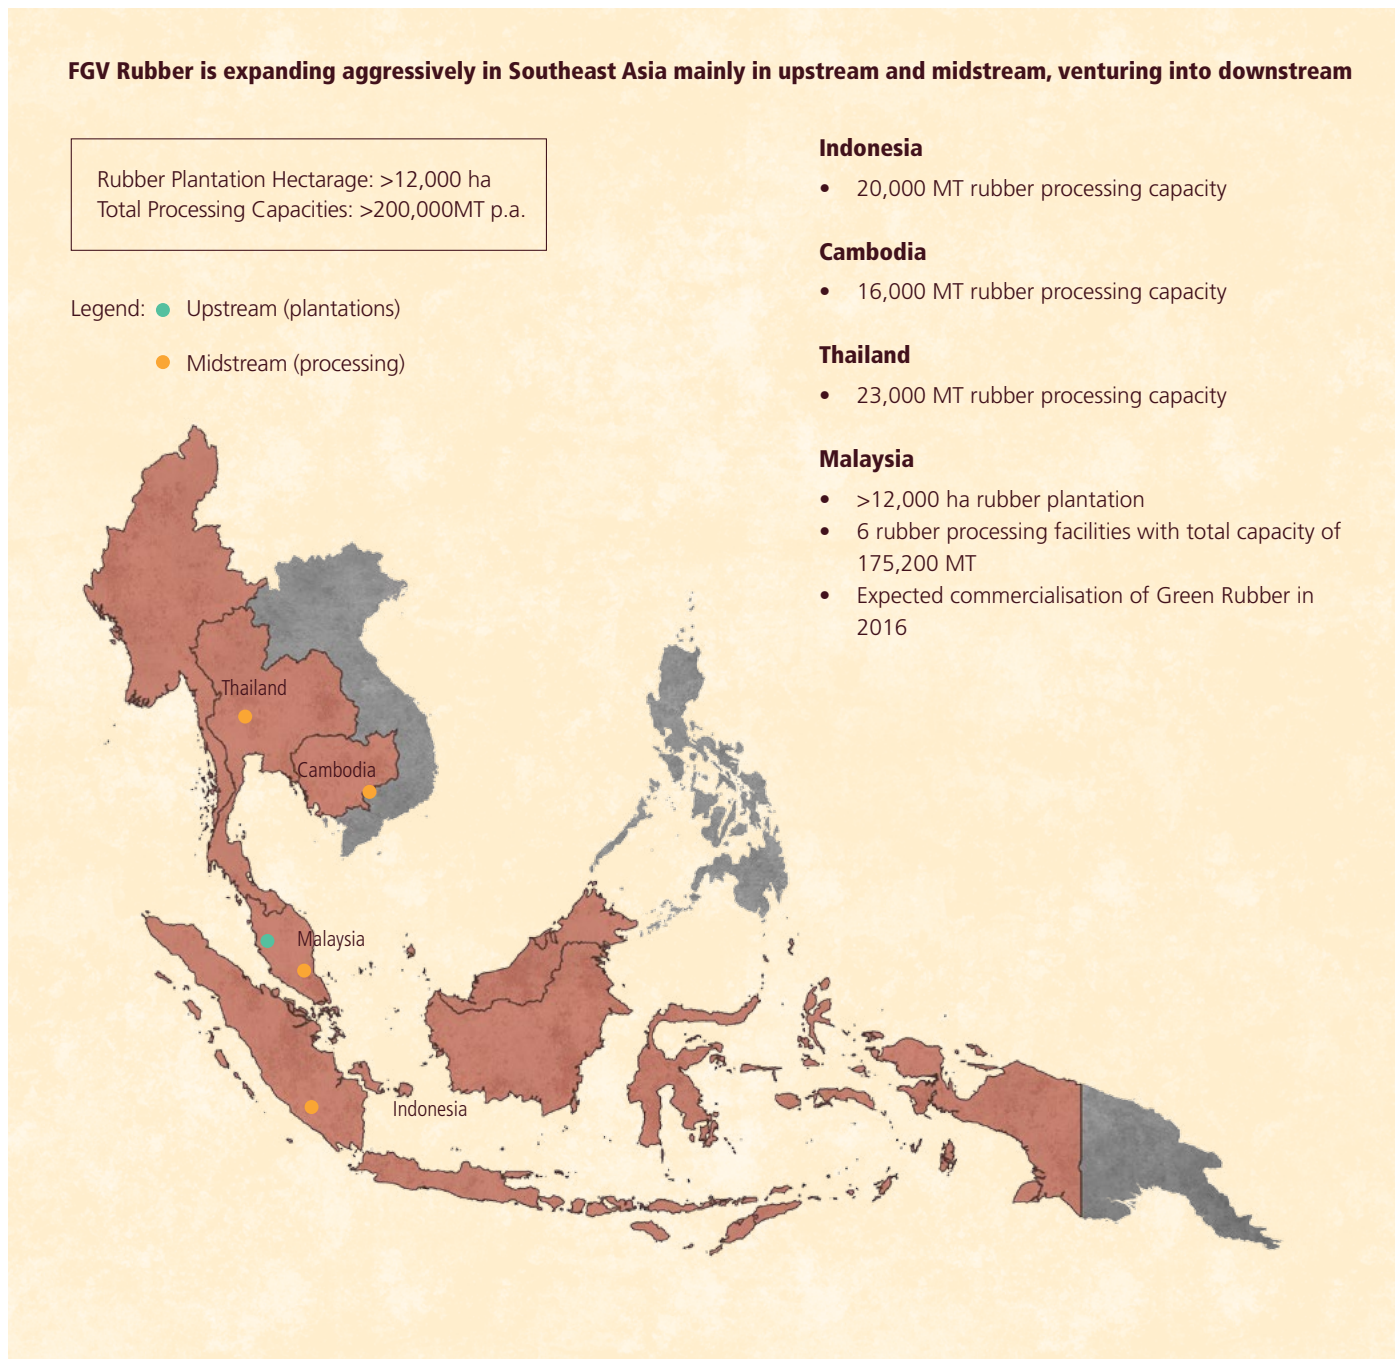 FGV Rubber is expanding aggressively in Southeast Asia mainly in upstream and midstream, venturing into downstream
Rubber Plantation Hectarage: >12,000 ha
Total Processing Capacities: >200,000MT p.a.
Legend: Upstream (plantations)
Midstream (processing)
Indonesia
• 20,000 MT rubber processing capacity
Cambodia
• 16,000 MT rubber processing capacity
Thailand
• 23,000 MT rubber processing capacity
Malaysia
• >12,000 ha rubber plantation
• 6 rubber processing facilities with total capacity of
175,200 MT
• Expected commercialisation of Green Rubber in
2016
Thailand
Cambodia
Malaysia
Indonesia